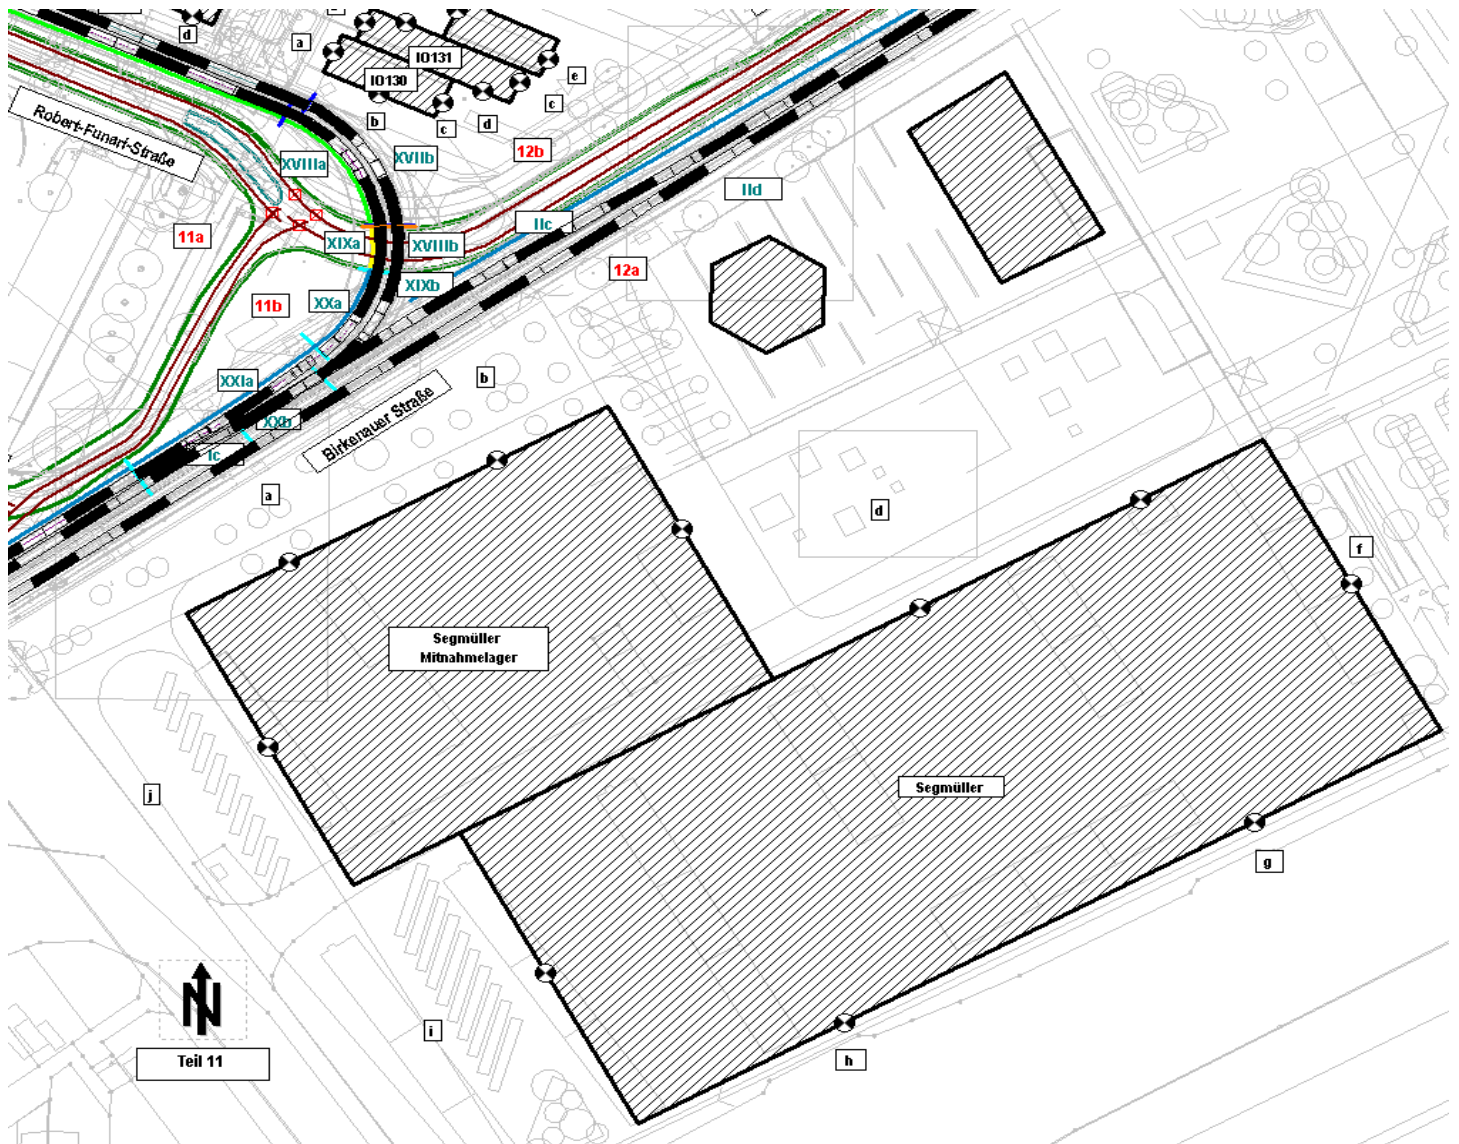 d
a
IO131
IO130
e
c
b
c
d
Robert-Funari-Straße
XVIIIa
XVIIb
12b
IId
IIc
11a
XIXa
XVIIIb
12a
XIXb
11b
XXa
XXIa
b
XXb
Birkenauer Straße
Ic
a
d
f
Segmüller
Mitnahmelager
Segmüller
j
g
i
h
N
Teil 11